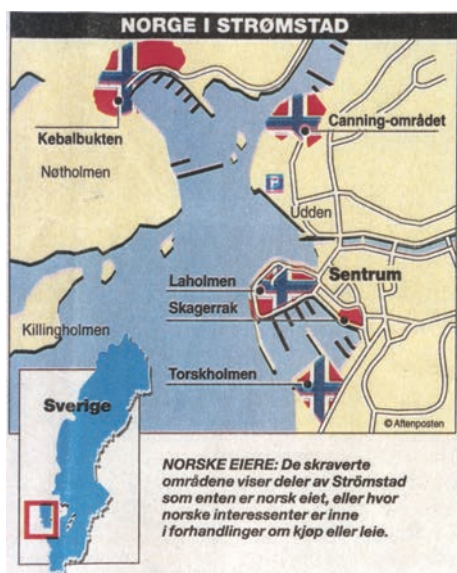 NORGE I STRØMSTAD
Kebalbukten
Canning-området
Nøtholmen
P
Udden
Laholmen
Sentrum
Skagerrak
Killingholmen
Torskholmen
Sverige
© Aftenposten
NORSKE EIERE: De skraverte
områdene viser deler av Strömstad
som enten er norsk eiet, eller hvor
norske interessenter er inne
i forhandlinger om kjøp eller leie.